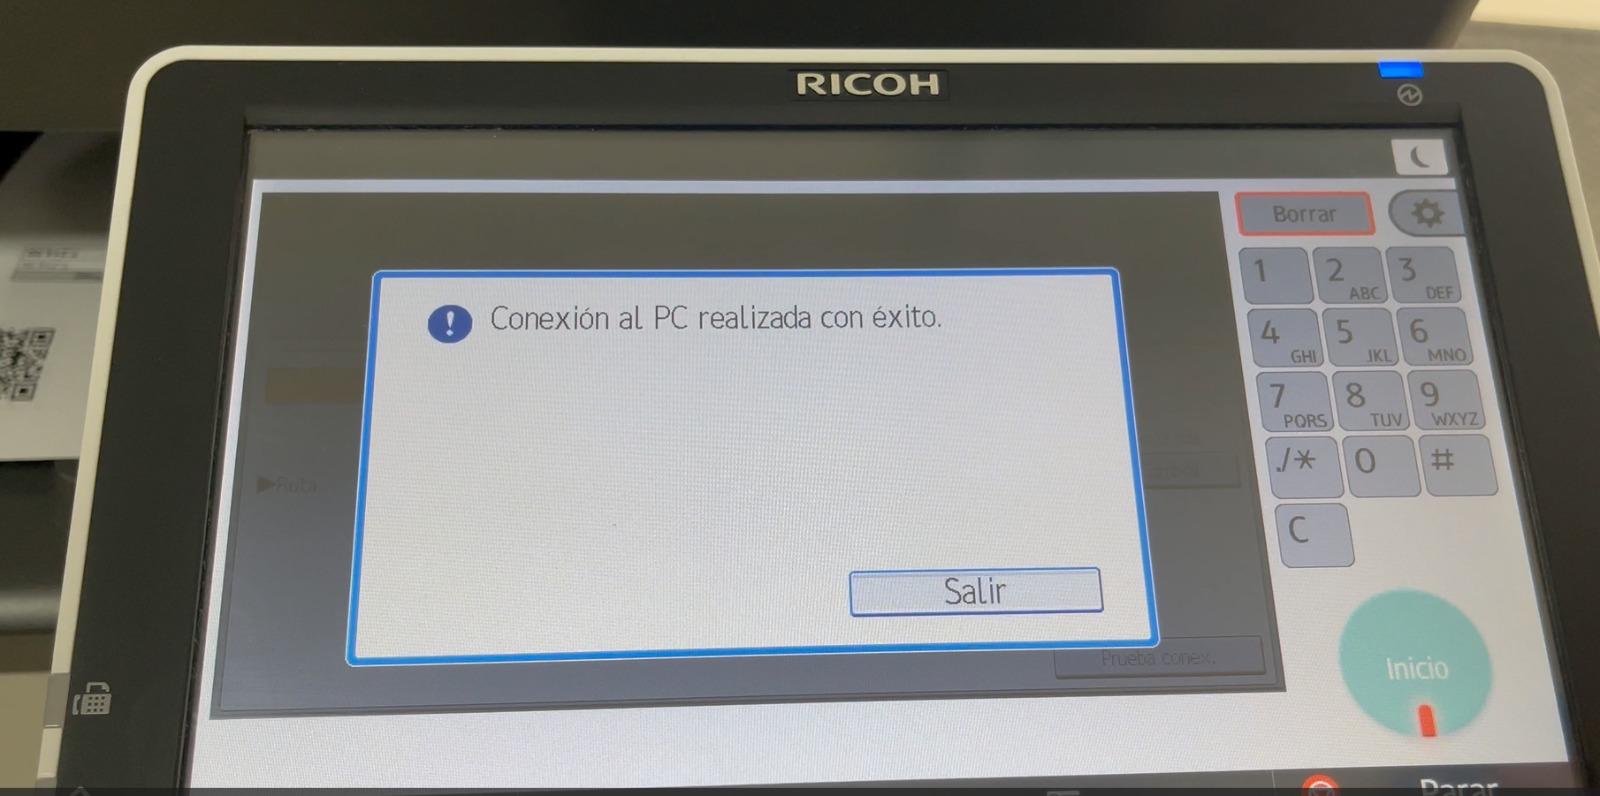 RICOH
Borrar
Conexión al PC realizada con éxito.
1
2 ABC
3 DEF
4 GHI
5 JKL
6 MNO
7 PQRS
8 TUV
9 WXYZ
./*
0
#
C
▶Ruta
Salir
Prueba conex.
Inicio
Parar